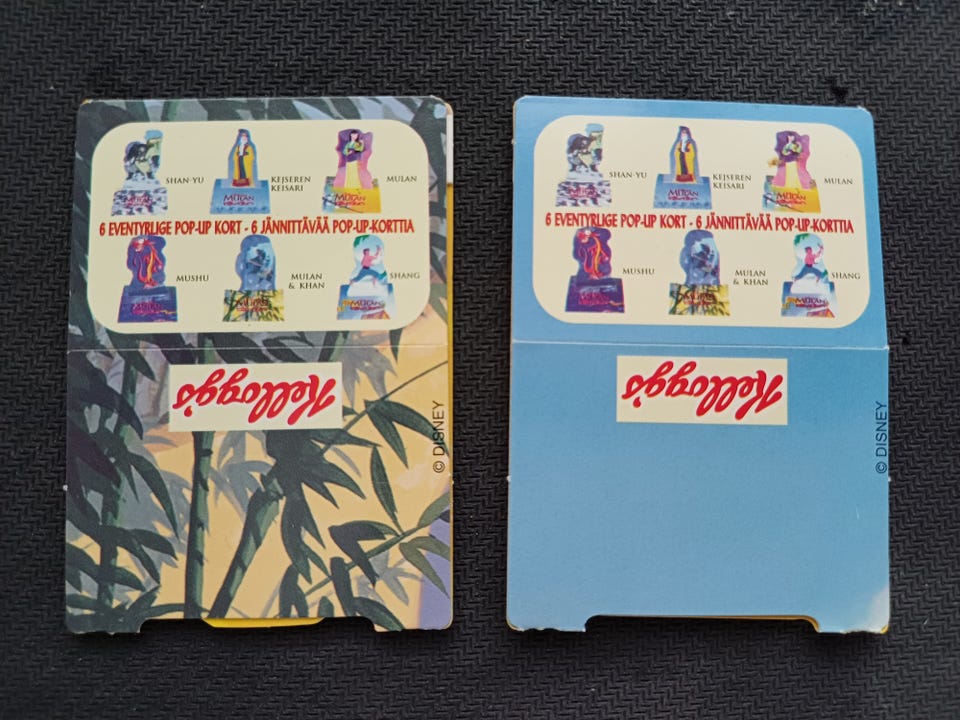 SHAN-YU
KEJSEREN
KEISARI
MULAN
6 EVENTYRLIGE POP-UP KORT - 6 JÄNNITTÄVÄÄ POP-UP-KORTTIA
MUSHU
MULAN
& KHAN
SHANG
Kellogg's
© DISNEY
SHAN-YU
KEJSEREN
KEISARI
MULAN
6 EVENTYRLIGE POP-UP KORT - 6 JÄNNITTÄVÄÄ POP-UP-KORTTIA
MUSHU
MULAN
& KHAN
SHANG
Kellogg's
© DISNEY